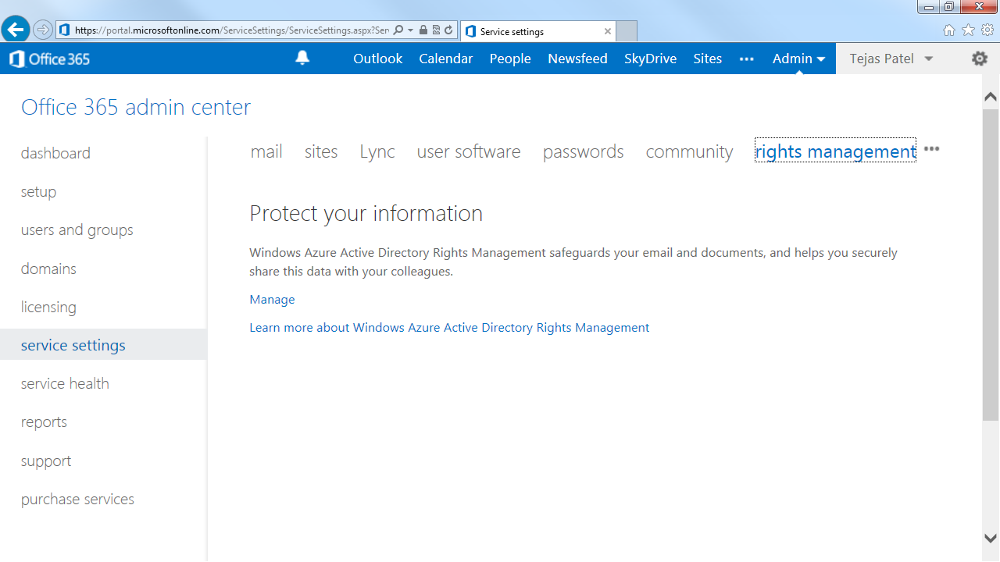 https://portal.microsoftonline.com/ServiceSettings/ServiceSettings.aspx?Ser
Service settings
Office 365
Outlook Calendar People Newsfeed SkyDrive Sites ••• Admin Tejas Patel
Office 365 admin center
dashboard
setup
users and groups
domains
licensing
service settings
service health
reports
support
purchase services
mail sites Lync user software passwords community rights management •••
Protect your information
Windows Azure Active Directory Rights Management safeguards your email and documents, and helps you securely
share this data with your colleagues.
Manage
Learn more about Windows Azure Active Directory Rights Management